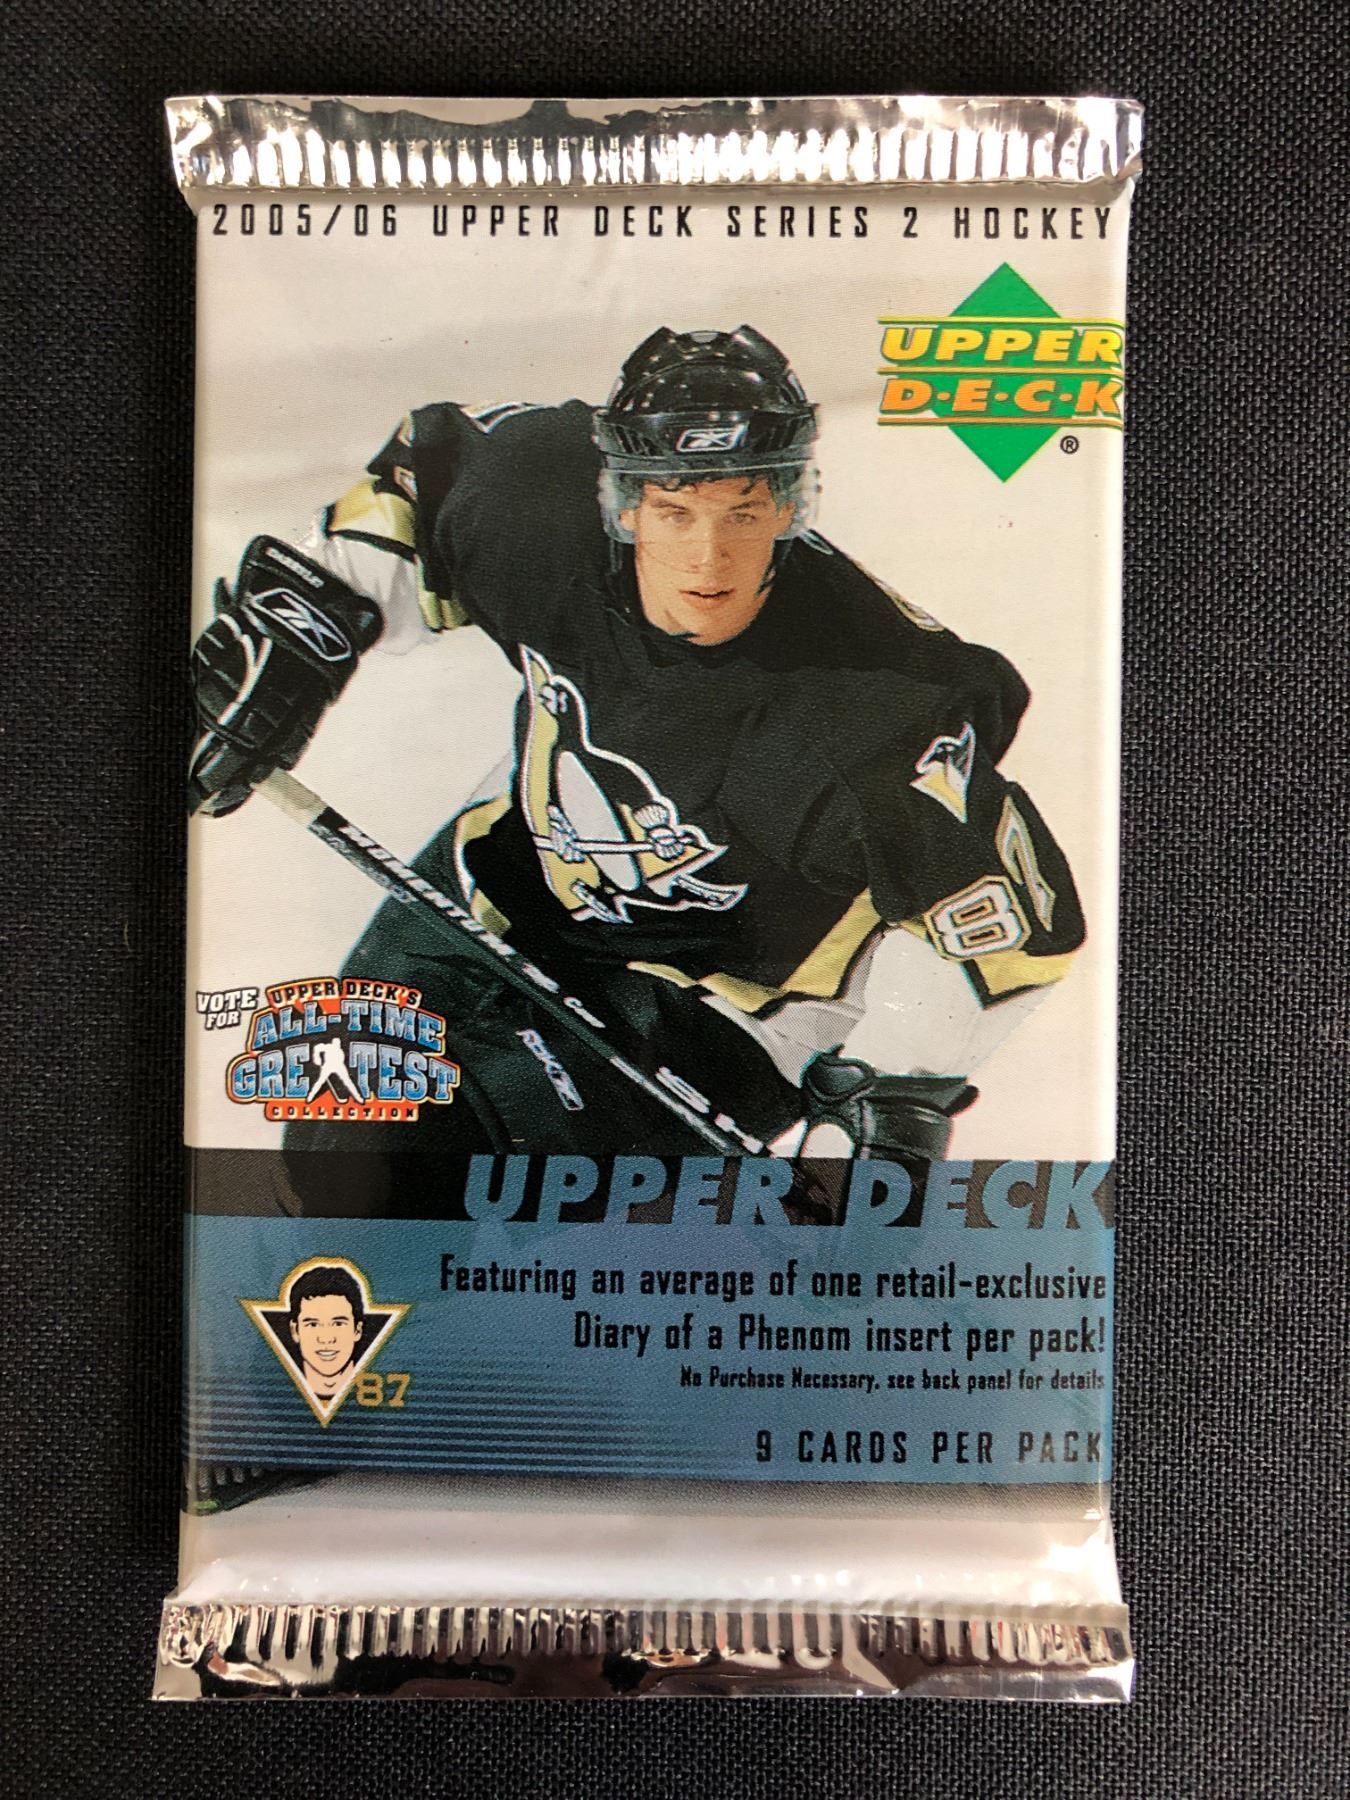 2005/06 UPPER DECK SERIES 2 HOCKEY
UPPER
D·E·C·K
®
87
VOTE
FOR
UPPER DECK'S
ALL-TIME
GREATEST
COLLECTION
UPPER DECK
Featuring an average of one retail-exclusive
Diary of a Phenom insert per pack!
No Purchase Necessary, see back panel for details
87
9 CARDS PER PACK